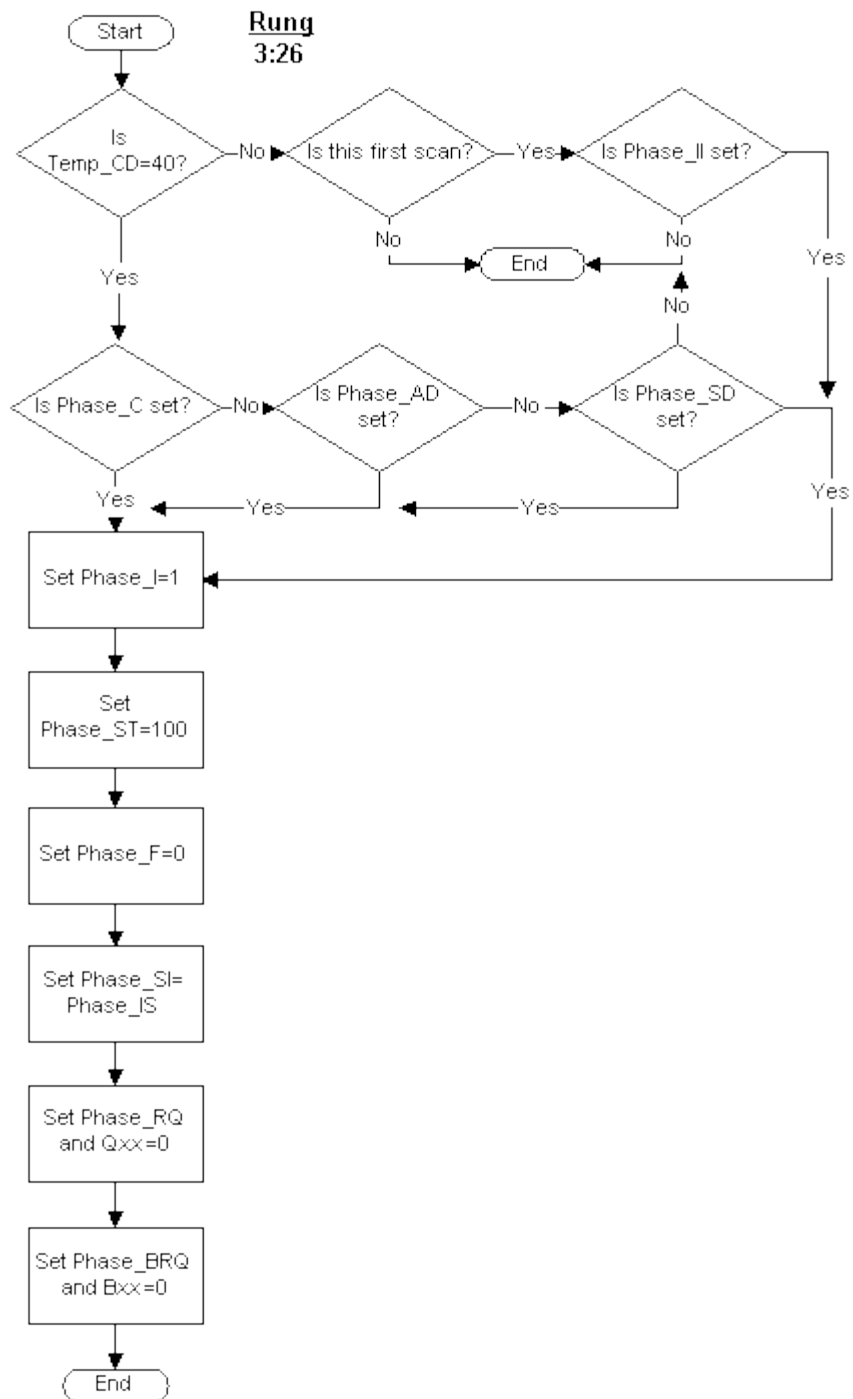 Start
Rung
3:26
Is
Temp_CD=40?
No
Is this first scan?
Yes
Is Phase_II set?
No
No
End
Yes
Yes
No
Is Phase_C set?
No
Is Phase_AD
set?
No
Is Phase_SD
set?
Yes
Yes
Yes
Yes
Set Phase_I=1
Set
Phase_ST=100
Set Phase_F=0
Set Phase_SI=
Phase_IS
Set Phase_RQ
and Qxx=0
Set Phase_BRQ
and Bxx=0
End